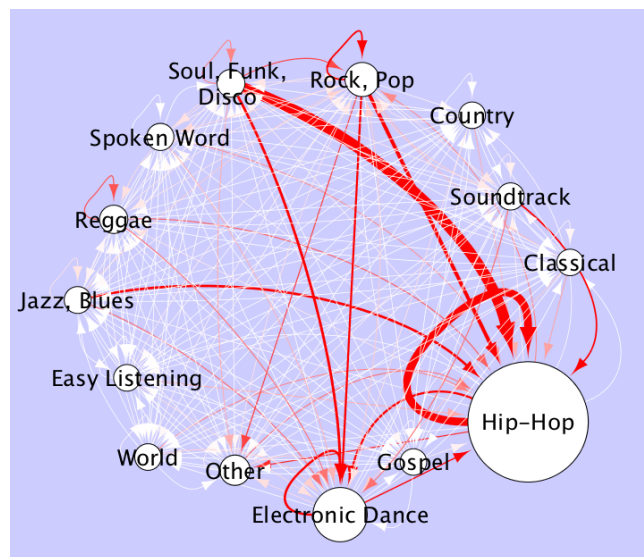 Soul, Funk,
Disco
Rock, Pop
Country
Spoken Word
Soundtrack
Reggae
Classical
Jazz, Blues
Easy Listening
Hip-Hop
World
Other
Gospel
Electronic Dance